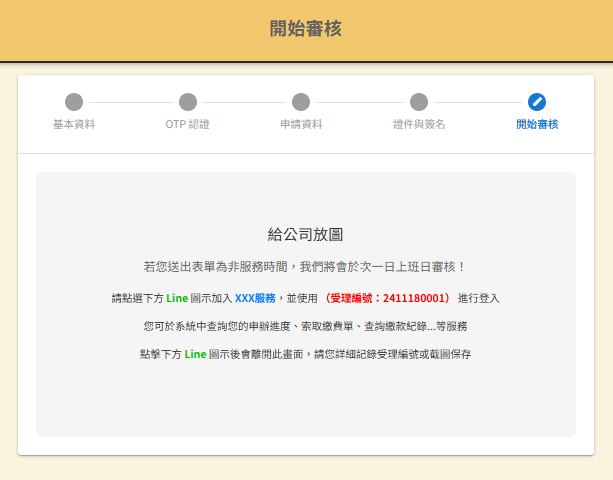 開始審核
基本資料
OTP 認證
申請資料
證件與簽名
開始審核
給公司放圖
若您送出表單為非服務時間，我們將會於次一日上班日審核！
請點選下方 Line 圖示加入 XXX服務，並使用 （受理編號：2411180001） 進行登入
您可於系統中查詢您的申辦進度、索取繳費單、查詢繳款紀錄...等服務
點擊下方 Line 圖示後會離開此畫面，請您詳細記錄受理編號或截圖保存